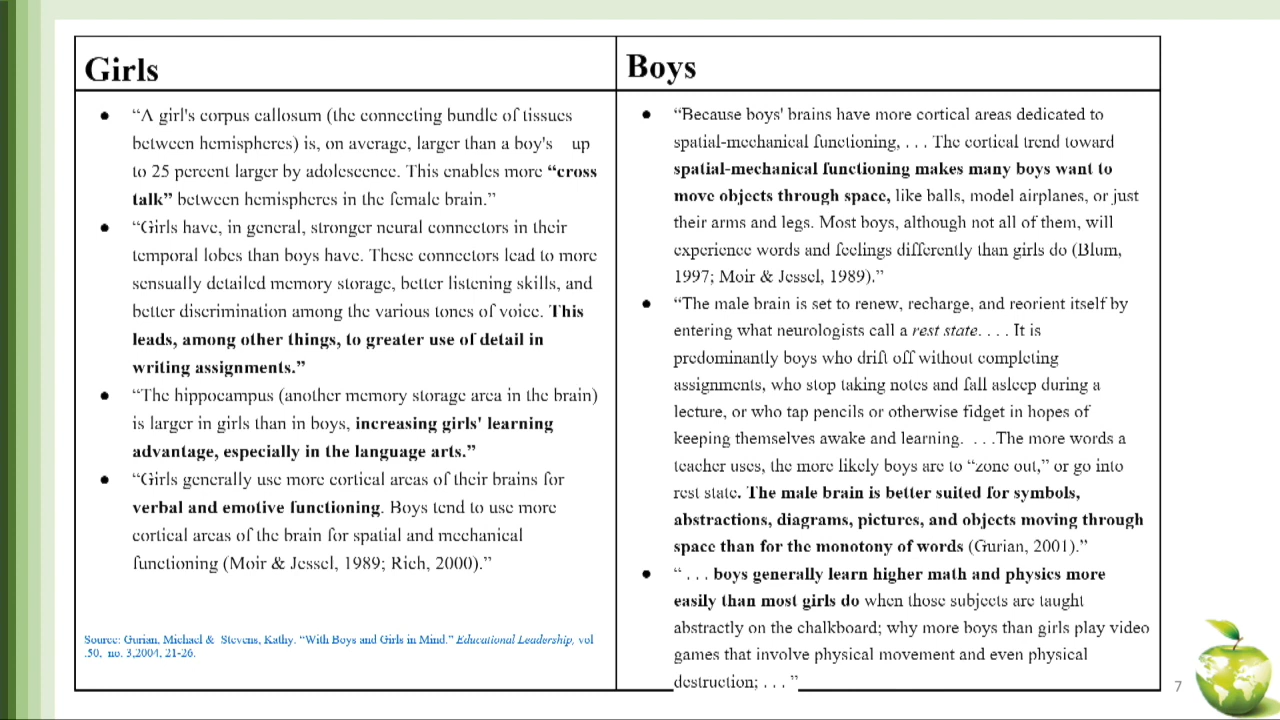 Girls
● “A girl's corpus callosum (the connecting bundle of tissues
between hemispheres) is, on average, larger than a boy's up
to 25 percent larger by adolescence. This enables more “cross
talk” between hemispheres in the female brain.”
● “Girls have, in general, stronger neural connectors in their
temporal lobes than boys have. These connectors lead to more
sensually detailed memory storage, better listening skills, and
better discrimination among the various tones of voice. This
leads, among other things, to greater use of detail in
writing assignments.”
● “The hippocampus (another memory storage area in the brain)
is larger in girls than in boys, increasing girls' learning
advantage, especially in the language arts.”
● “Girls generally use more cortical areas of their brains for
verbal and emotive functioning. Boys tend to use more
cortical areas of the brain for spatial and mechanical
functioning (Moir & Jessel, 1989; Rich, 2000).”
Source: Gurian, Michael & Stevens, Kathy. “With Boys and Girls in Mind.” Educational Leadership, vol
.50, no. 3,2004, 21-26.
Boys
● “Because boys' brains have more cortical areas dedicated to
spatial-mechanical functioning, . . . The cortical trend toward
spatial-mechanical functioning makes many boys want to
move objects through space, like balls, model airplanes, or just
their arms and legs. Most boys, although not all of them, will
experience words and feelings differently than girls do (Blum,
1997; Moir & Jessel, 1989).”
● “The male brain is set to renew, recharge, and reorient itself by
entering what neurologists call a rest state. . . . It is
predominantly boys who drift off without completing
assignments, who stop taking notes and fall asleep during a
lecture, or who tap pencils or otherwise fidget in hopes of
keeping themselves awake and learning. . . .The more words a
teacher uses, the more likely boys are to “zone out,” or go into
rest state. The male brain is better suited for symbols,
abstractions, diagrams, pictures, and objects moving through
space than for the monotony of words (Gurian, 2001).”
● “ . . . boys generally learn higher math and physics more
easily than most girls do when those subjects are taught
abstractly on the chalkboard; why more boys than girls play video
games that involve physical movement and even physical
destruction; . . . ”
7